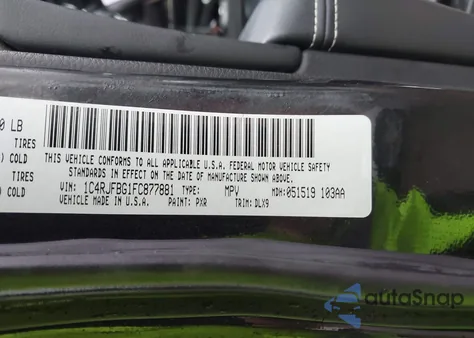 0 LB
TIRES
) COLD
TIRES
) COLD
THIS VEHICLE CONFORMS TO ALL APPLICABLE U.S.A. FEDERAL MOTOR VEHICLE SAFETY
STANDARDS IN EFFECT ON THE DATE OF MANUFACTURE SHOWN ABOVE.
VIN: 1C4RJFBG1FC877881 TYPE: MPV MDH: 051519 103AA
VEHICLE MADE IN U.S.A. PAINT: PXR TRIM: DLX9
autoSnap